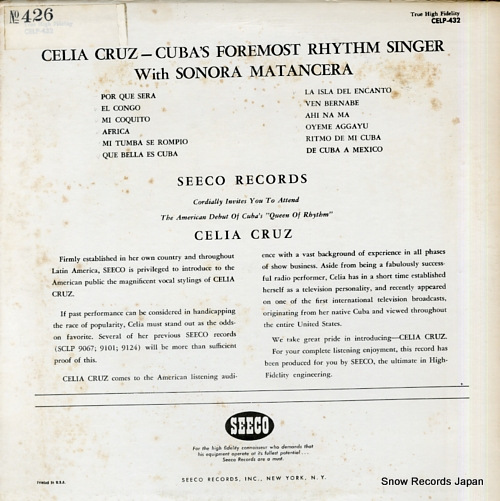 № 426
True High Fidelity
CELP-432
CELIA CRUZ — CUBA'S FOREMOST RHYTHM SINGER
With SONORA MATANCERA
POR QUE SERA
EL CONGO
MI COQUITO
AFRICA
MI TUMBA SE ROMPIO
QUE BELLA ES CUBA
LA ISLA DEL ENCANTO
VEN BERNABE
AHI NA MA
OYEME AGGAYU
RITMO DE MI CUBA
DE CUBA A MEXICO
SEECO RECORDS
Cordially Invites You To Attend
The American Debut Of Cuba's "Queen Of Rhythm"
CELIA CRUZ
Firmly established in her own country and throughout
Latin America, SEECO is privileged to introduce to the
American public the magnificent vocal stylings of CELIA
CRUZ.
If past performance can be considered in handicapping
the race of popularity, Celia must stand out as the odds-
on favorite. Several of her previous SEECO records
(SCLP 9067; 9101; 9124) will be more than sufficient
proof of this.
CELIA CRUZ comes to the American listening audi-
ence with a vast background of experience in all phases
of show business. Aside from being a fabulously success-
ful radio performer, Celia has in a short time established
herself as a television personality, and recently appeared
on one of the first international television broadcasts,
originating from her native Cuba and viewed throughout
the entire United States.
We take great pride in introducing—CELIA CRUZ.
For your complete listening enjoyment, this record has
been produced for you by SEECO, the ultimate in High-
Fidelity engineering.
SEECO
For the high fidelity connoisseur who demands that
his equipment operate at its fullest potential . . .
Seeco Records are a must.
SEECO RECORDS, INC., NEW YORK, N. Y.
Printed in U.S.A.
Snow Records Japan